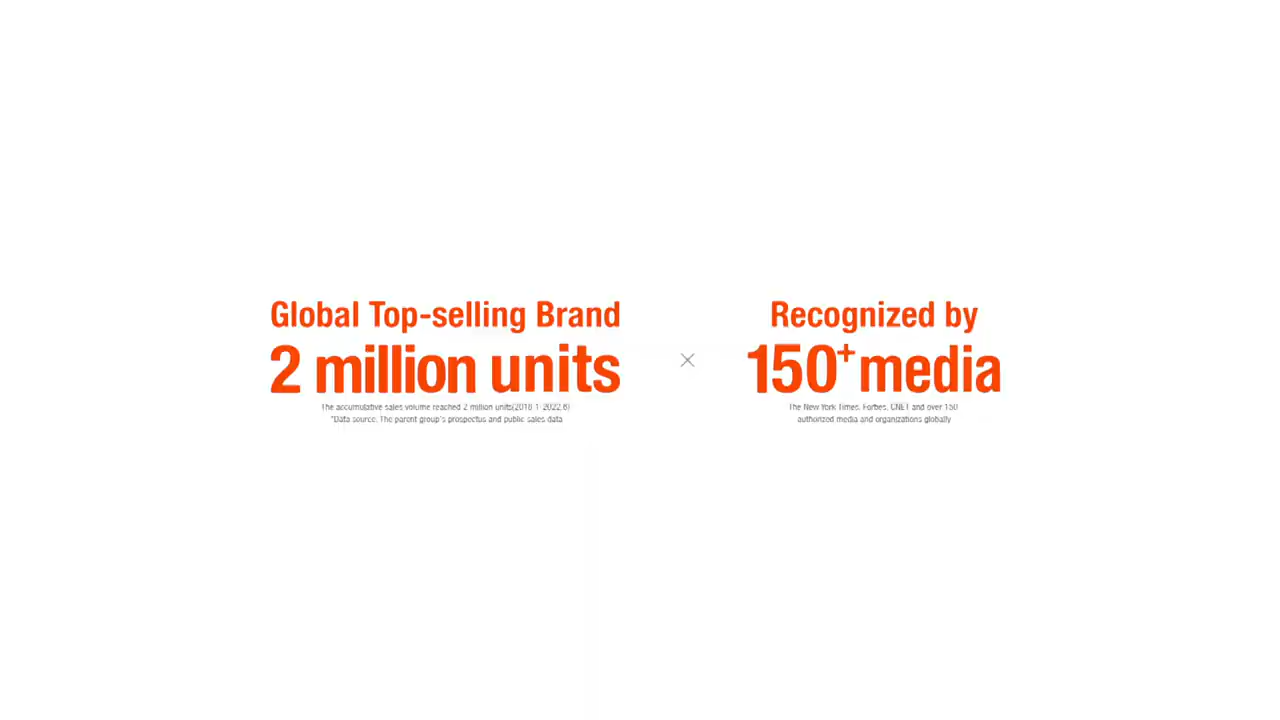 Global Top-selling Brand
2 million units
The accumulative sales volume reached 2 million units(2018.1-2022.6)
*Data source: The parent group's prospectus and public sales data
×
Recognized by
150+ media
The New York Times, Forbes, CNET and over 150
authorized media and organizations globally